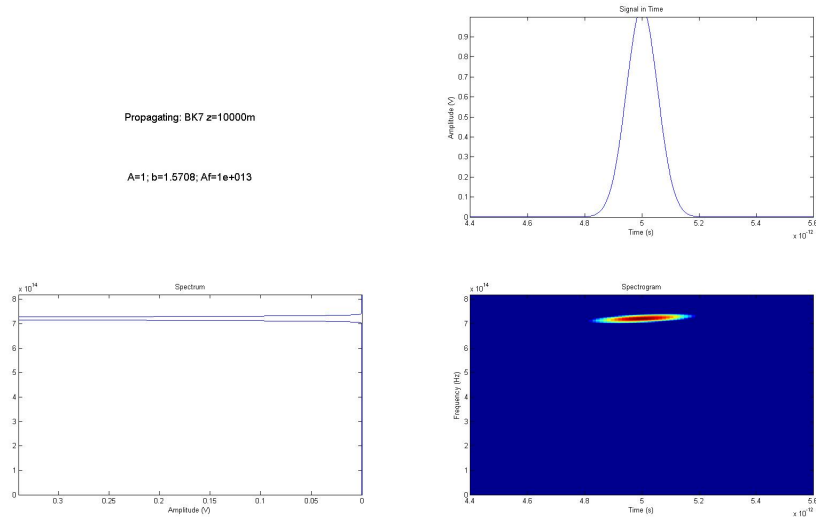 Propagating: BK7 z=10000m
A=1; b=1.5708; Af=1e+013
Signal in Time
Amplitude (V)
0.9
0.8
0.7
0.6
0.5
0.4
0.3
0.2
0.1
0
4.4 4.6 4.8 5 5.2 5.4 5.6
Time (s)
x 10^-12
Spectrum
x 10^14
8
7
6
5
4
3
2
1
0
0.3 0.25 0.2 0.15 0.1 0.05 0
Amplitude (V)
Spectrogram
Frequency (Hz)
x 10^14
8
7
6
5
4
3
2
1
0
4.4 4.6 4.8 5 5.2 5.4 5.6
Time (s)
x 10^-12